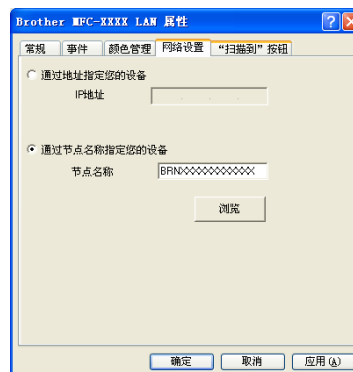 Brother MFC-XXXX LAN 属性
常规 事件 颜色管理 网络设置 “扫描到”按钮
通过地址指定您的设备
IP地址
通过节点名称指定您的设备
节点名称 BRNXXXXXXXXXXXX
浏览
确定 取消 应用(A)